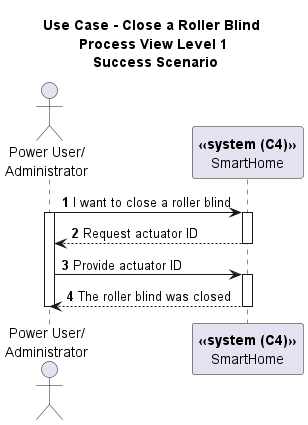 Use Case - Close a Roller Blind
Process View Level 1
Success Scenario
Power User/
Administrator
«system (C4)»
SmartHome
1 I want to close a roller blind
2 Request actuator ID
3 Provide actuator ID
4 The roller blind was closed
Power User/
Administrator
«system (C4)»
SmartHome